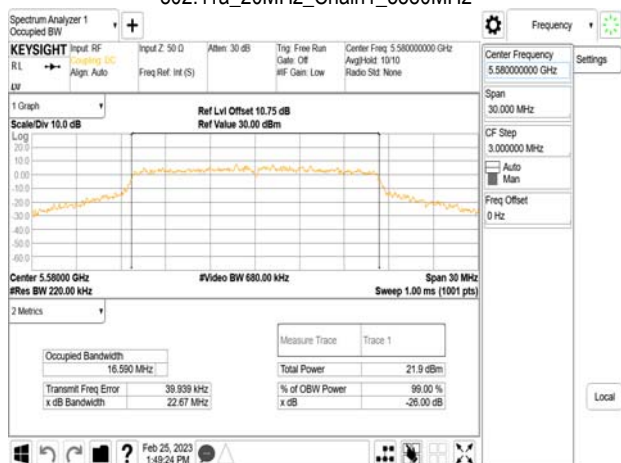 802.11a_20MHz_Chain1_5580MHz
Spectrum Analyzer 1
Occupied BW
Frequency
KEYSIGHT
RL
Input: RF
Coupling: DC
Align: Auto
Input Z: 50 Ω
Freq Ref: Int (S)
Atten: 30 dB
Trig: Free Run
Gate: Off
#IF Gain: Low
Center Freq: 5.580000000 GHz
Avg|Hold: 10/10
Radio Std: None
Center Frequency
5.580000000 GHz
Settings
Span
30.000 MHz
CF Step
3.000000 MHz
Auto
Man
Freq Offset
0 Hz
Local
1 Graph
Scale/Div 10.0 dB
Ref Lvl Offset 10.75 dB
Ref Value 30.00 dBm
Log
20.0
10.0
0.00
-10.0
-20.0
-30.0
-40.0
-50.0
-60.0
Center 5.58000 GHz
#Video BW 680.00 kHz
Span 30 MHz
#Res BW 220.00 kHz
Sweep 1.00 ms (1001 pts)
2 Metrics
Measure Trace
Trace 1
Occupied Bandwidth
16.590 MHz
Total Power
21.9 dBm
Transmit Freq Error
39.939 kHz
% of OBW Power
99.00 %
x dB Bandwidth
22.67 MHz
x dB
-26.00 dB
Feb 25, 2023
1:49:24 PM